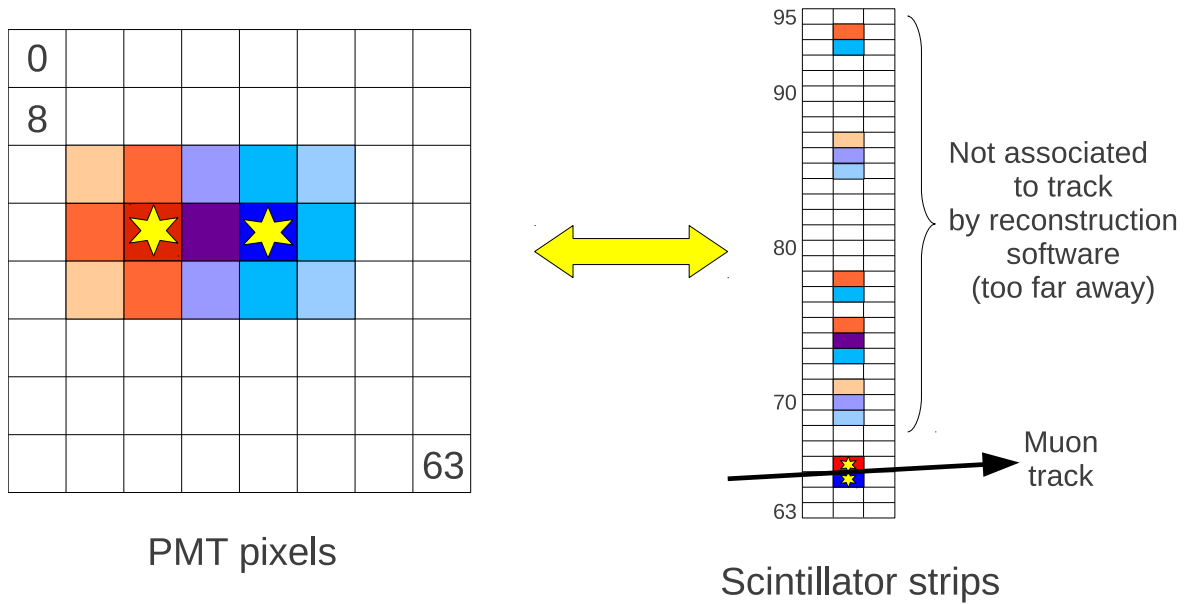 0
8
63
PMT pixels
95
90
80
70
63
Not associated
to track
by reconstruction
software
(too far away)
Muon
track
Scintillator strips